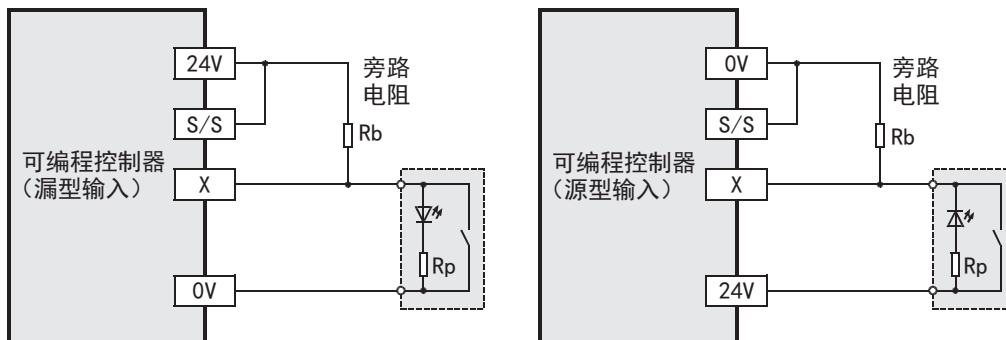 24V
S/S
可编程控制器
（漏型输入）
X
0V
旁路
电阻
Rb
Rp
0V
S/S
可编程控制器
（源型输入）
X
24V
旁路
电阻
Rb
Rp